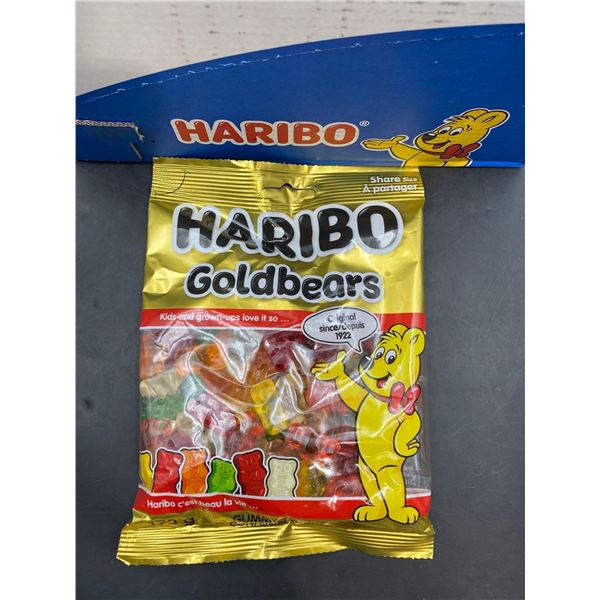 HARIBO®
Share Size
À partager
HARIBO
Goldbears®
Kids and grown-ups love it so ...
Original
since/depuis
1922
Haribo c'est beau la vie ...
g